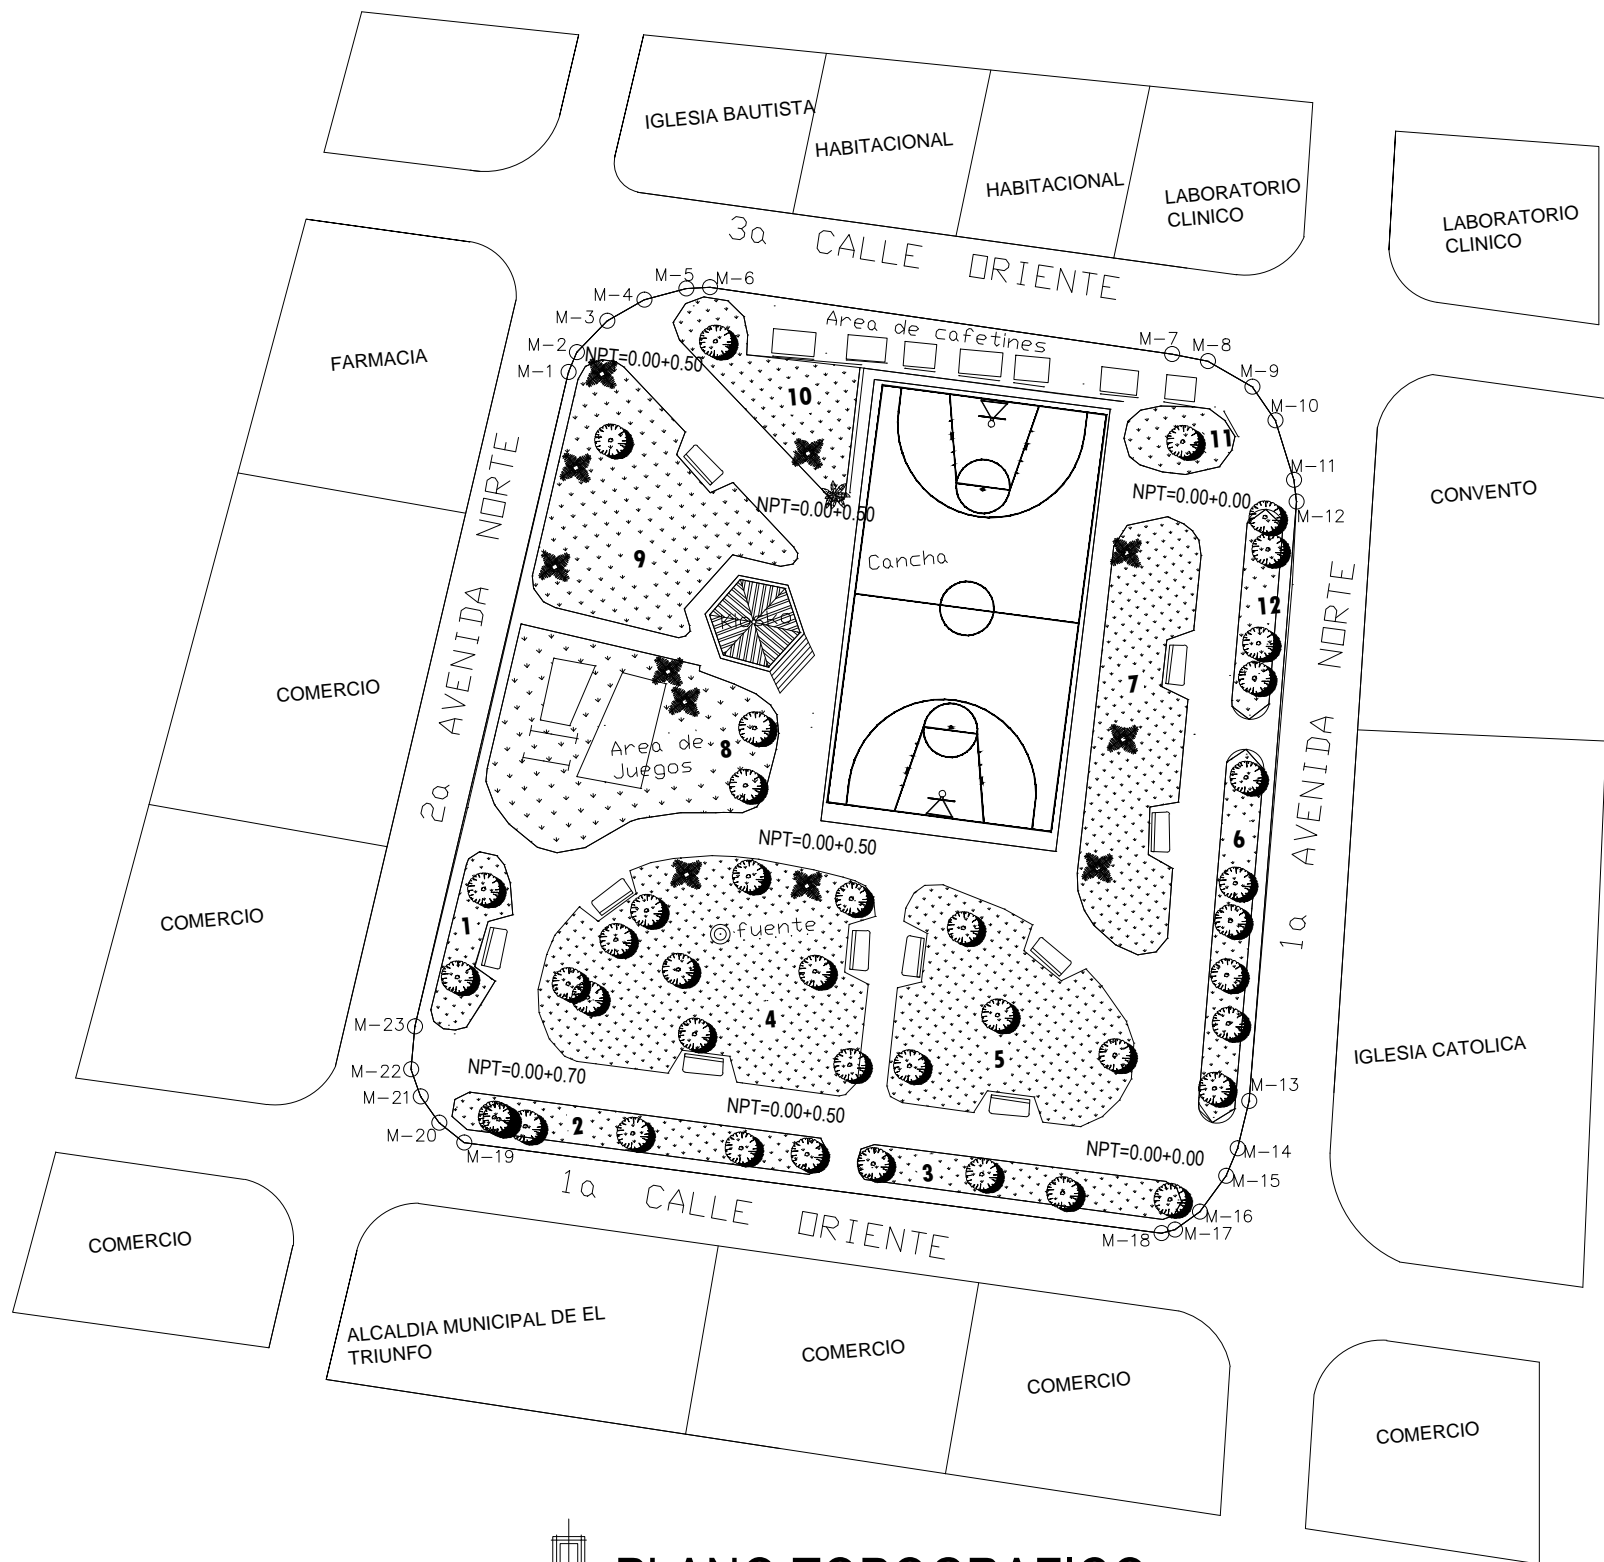 IGLESIA BAUTISTA
HABITACIONAL
HABITACIONAL
LABORATORIO
CLINICO
LABORATORIO
CLINICO
3a CALLE ORIENTE
M-5
M-6
M-4
M-3
M-2
M-1
NPT=0.00+0.50
Area de cafetines
M-7
M-8
M-9
M-10
M-11
M-12
FARMACIA
10
11
CONVENTO
NPT=0.00+0.00
NPT=0.00+0.50
2a AVENIDA NORTE
9
Cancha
KIOSKO
12
7
1a AVENIDA NORTE
COMERCIO
Area de
Juegos
8
6
NPT=0.00+0.50
COMERCIO
1
fuente
4
5
IGLESIA CATOLICA
M-23
M-22
M-21
M-20
M-19
NPT=0.00+0.70
NPT=0.00+0.50
2
3
NPT=0.00+0.00
M-13
M-14
M-15
M-16
M-17
M-18
1a CALLE ORIENTE
COMERCIO
ALCALDIA MUNICIPAL DE EL
TRIUNFO
COMERCIO
COMERCIO
COMERCIO
PLANO TOPOGRAFICO